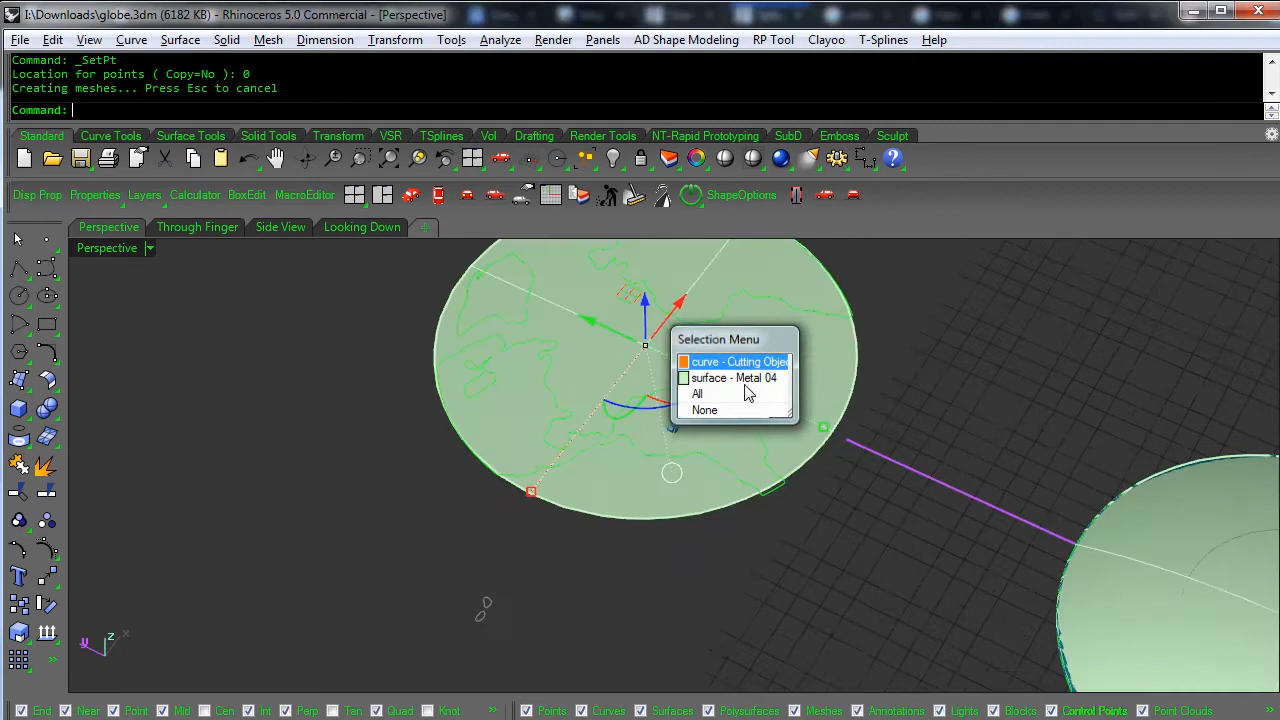 I:\Downloads\globe.3dm (6182 KB) - Rhinoceros 5.0 Commercial - [Perspective]
File Edit View Curve Surface Solid Mesh Dimension Transform Tools Analyze Render Panels AD Shape Modeling RP Tool Clayoo T-Splines Help
Command: _SetPt
Location for points ( Copy=No ): 0
Creating meshes... Press Esc to cancel
Command:
Standard Curve Tools Surface Tools Solid Tools Transform VSR TSplines Vol Drafting Render Tools NT-Rapid Prototyping SubD Emboss Sculpt
Disp Prop Properties Layers Calculator BoxEdit MacroEditor ShapeOptions
Perspective Through Finger Side View Looking Down
Perspective
Selection Menu
curve - Cutting Objec
surface - Metal 04
All
None
y z x
End Near Point Mid Cen Int Perp Tan Quad Knot » Points Curves Surfaces Polysurfaces Meshes Annotations Lights Blocks Control Points Point Clouds »